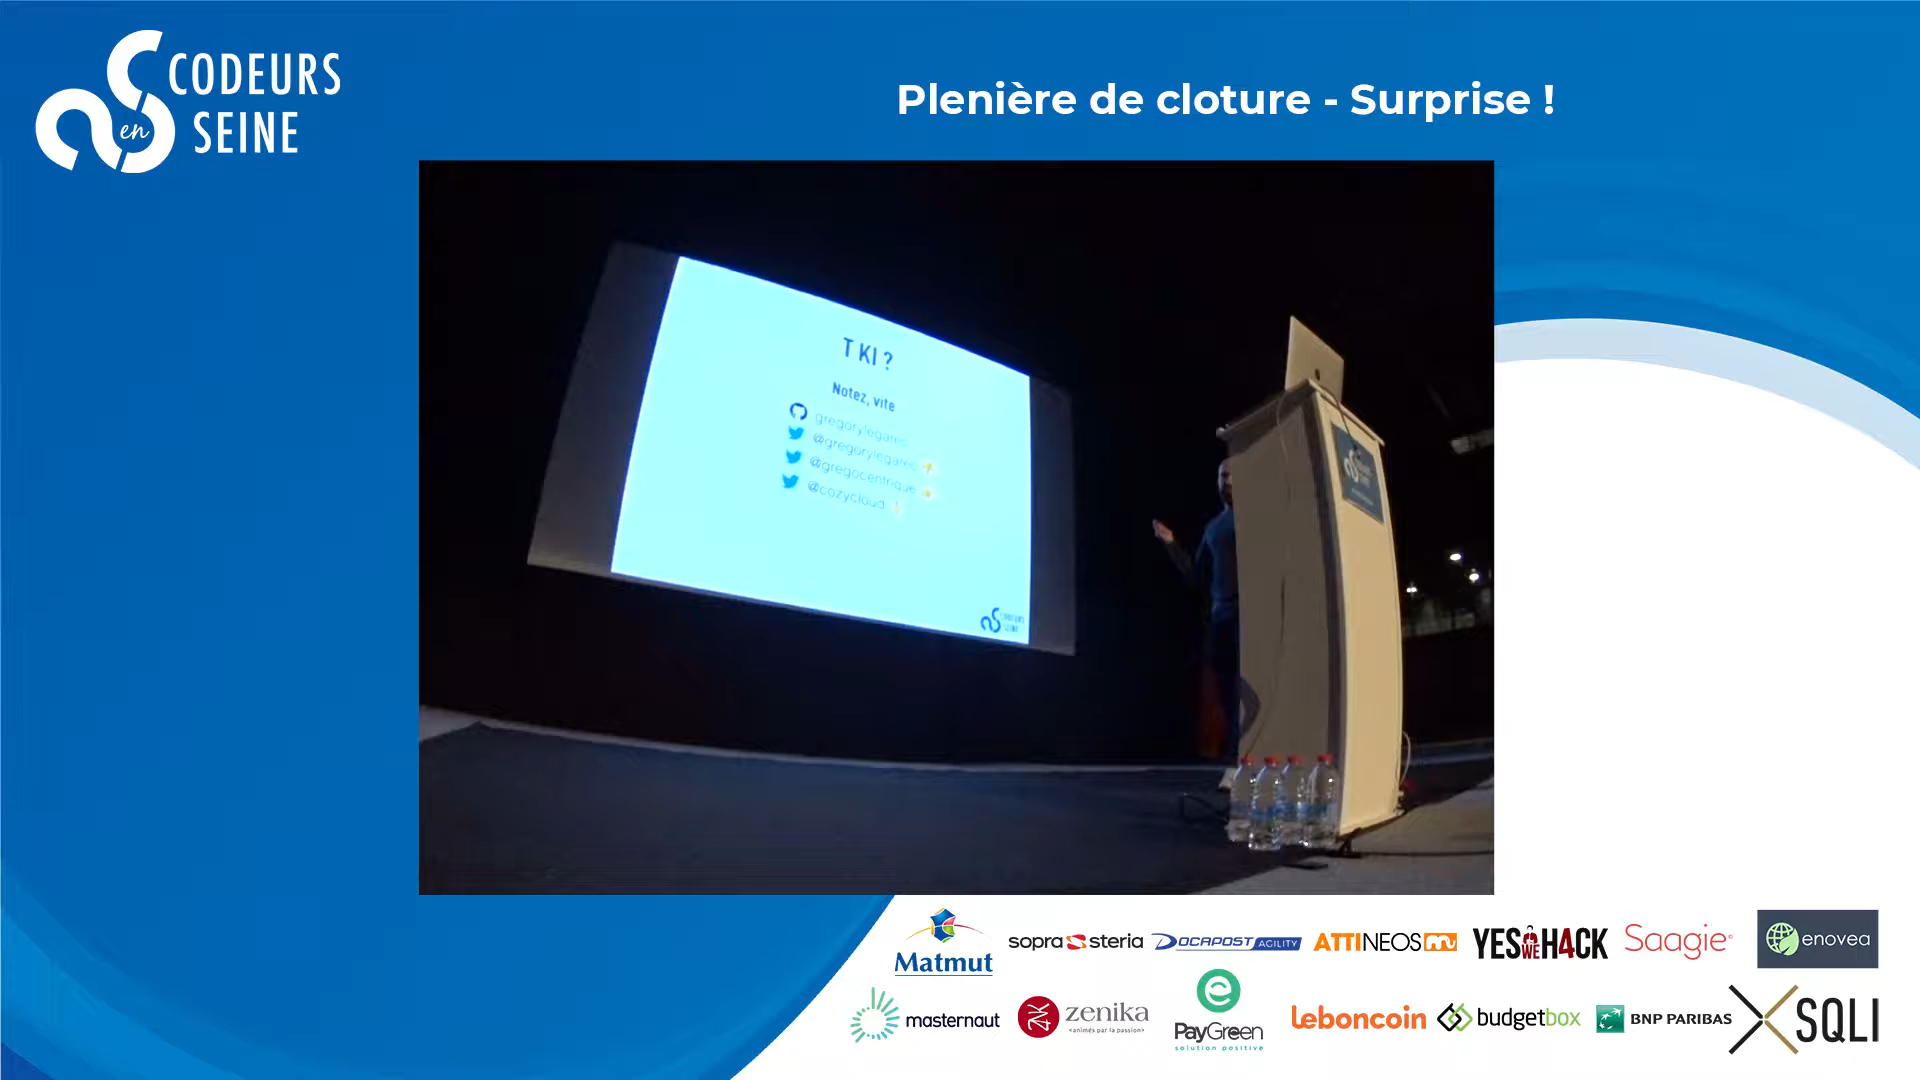 CODEURS
en
SEINE
Plenière de cloture - Surprise !
T KI ?
Notez, vite
gregorylegarec
@gregorylegarec
@gregocentrique
@cozycloud
CODEURS
SEINE
Matmut
sopra steria
DOCAPOST AGILITY
ATTINEOS
YES WE H4CK
Saagie
enovea
masternaut
zenika
<animés par la passion>
PayGreen
solution positive
leboncoin
budgetbox
BNP PARIBAS
SQLI